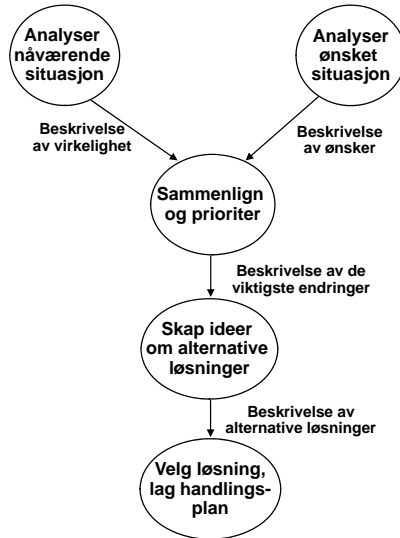 Analyser
nåværende
situasjon
Analyser
ønsket
situasjon
Beskrivelse
av virkelighet
Beskrivelse
av ønsker
Sammenlign
og prioriter
Beskrivelse av de
viktigste endringer
Skap ideer
om alternative
løsninger
Beskrivelse av
alternative løsninger
Velg løsning,
lag handlings-
plan